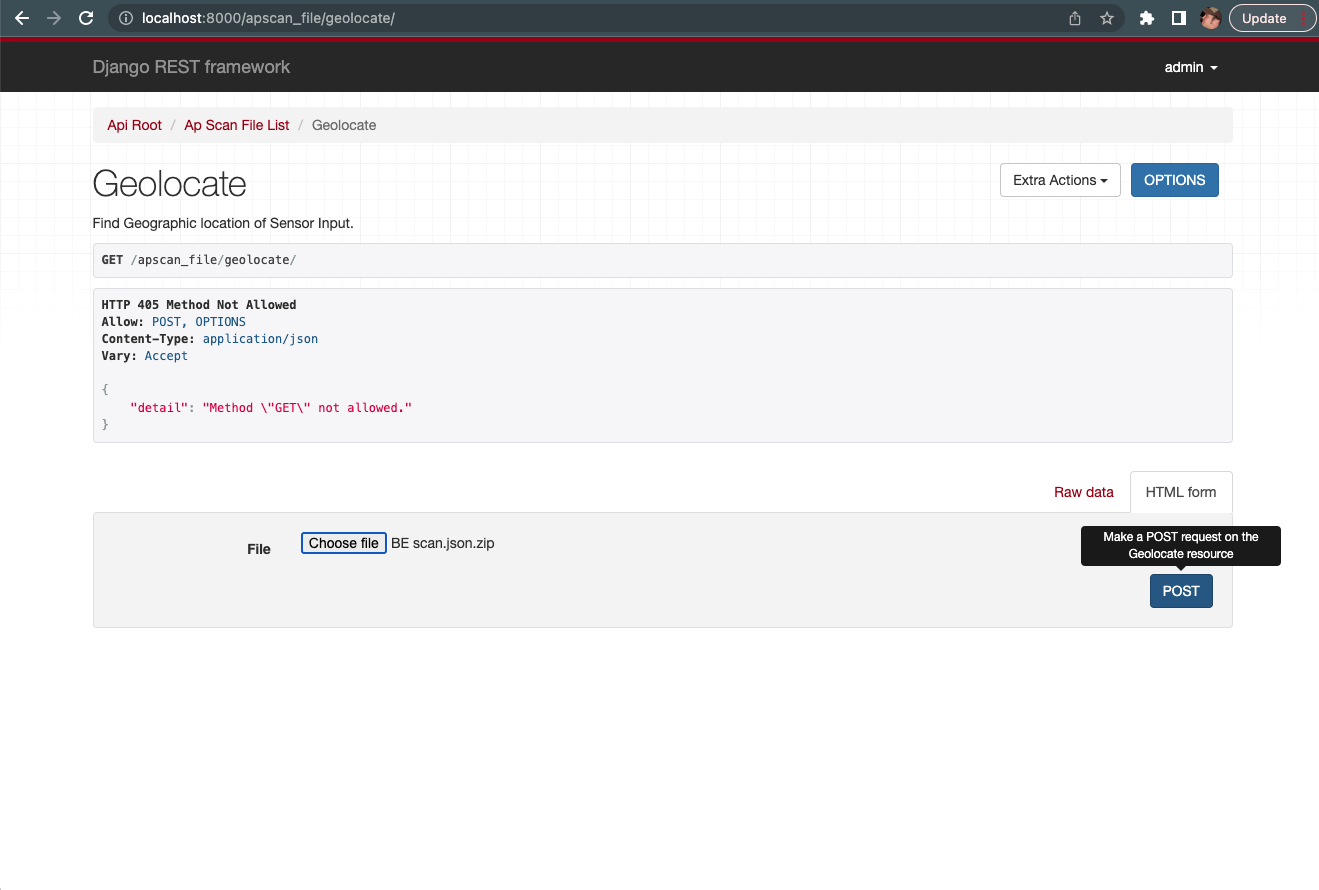 localhost:8000/apscan_file/geolocate/
Update
Django REST framework
admin
Api Root / Ap Scan File List / Geolocate
Geolocate
Extra Actions
OPTIONS
Find Geographic location of Sensor Input.
GET /apscan_file/geolocate/
HTTP 405 Method Not Allowed
Allow: POST, OPTIONS
Content-Type: application/json
Vary: Accept
{
"detail": "Method \"GET\" not allowed."
}
Raw data
HTML form
File
Choose file BE scan.json.zip
Make a POST request on the
Geolocate resource
POST